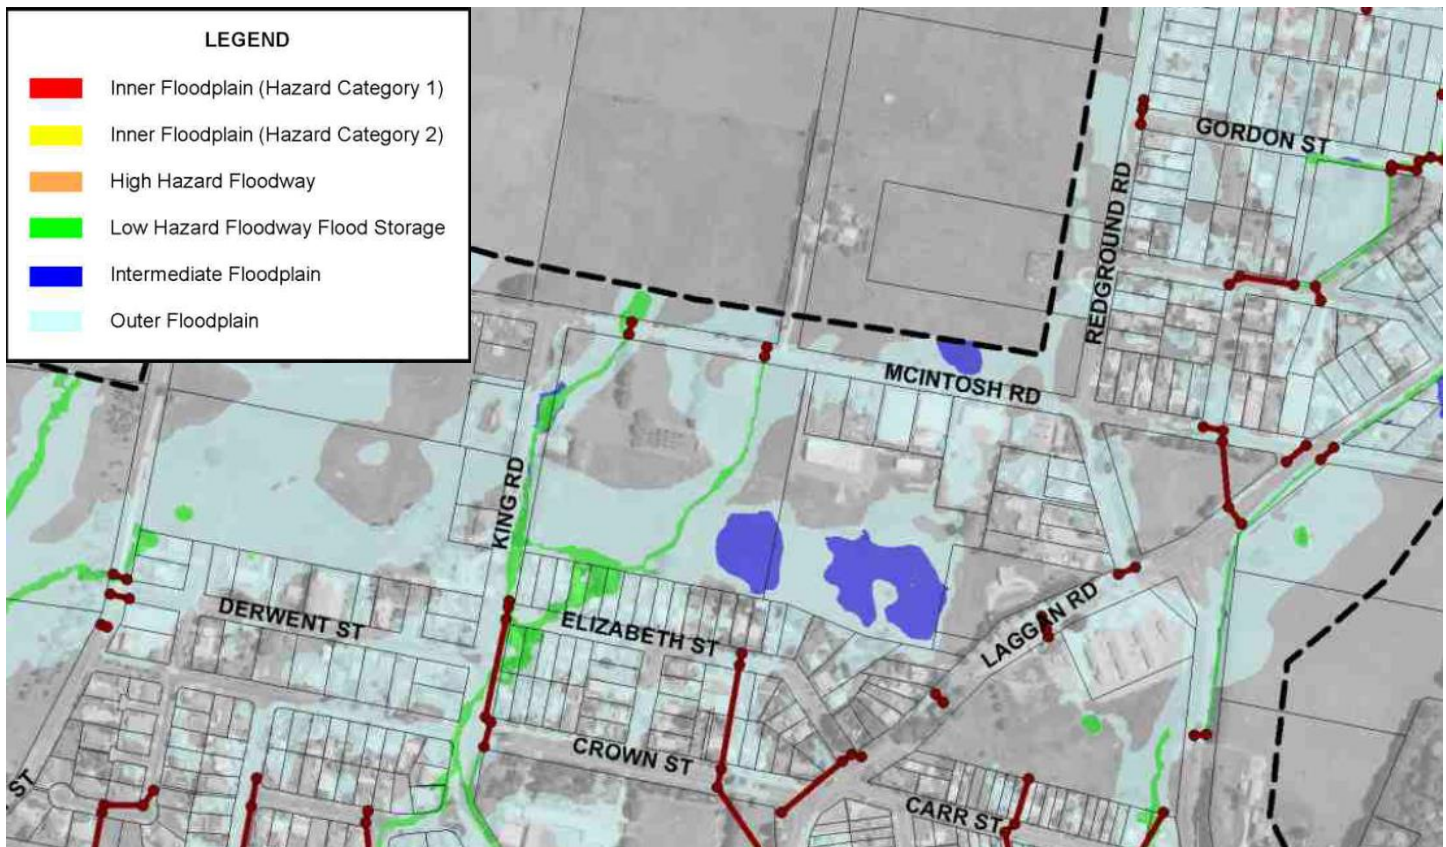 LEGEND
Inner Floodplain (Hazard Category 1)
Inner Floodplain (Hazard Category 2)
High Hazard Floodway
Low Hazard Floodway Flood Storage
Intermediate Floodplain
Outer Floodplain
GORDON ST
REDGROUND RD
MCINTOSH RD
KING RD
DERWENT ST
ELIZABETH ST
LAGGAN RD
CROWN ST
CARR ST
ST